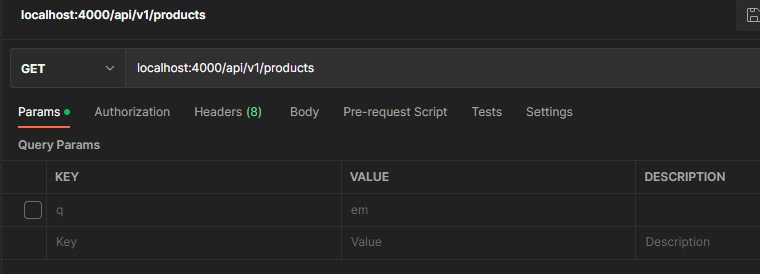 localhost:4000/api/v1/products
GET localhost:4000/api/v1/products
Params Authorization Headers (8) Body Pre-request Script Tests Settings
Query Params
KEY VALUE DESCRIPTION
q em
Key Value Description